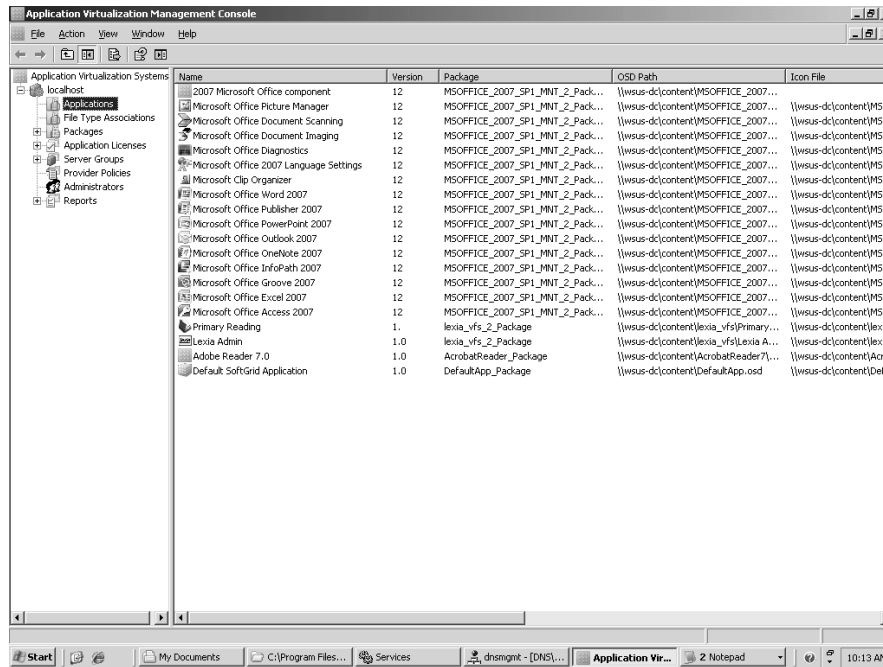 Application Virtualization Management Console
File Action View Window Help
Application Virtualization Systems
localhost
Applications
File Type Associations
Packages
Application Licenses
Server Groups
Provider Policies
Administrators
Reports
Name Version Package OSD Path Icon File
2007 Microsoft Office component 12 MSOFFICE_2007_SP1_MNT_2_Pack... \\wsus-dc\content\MSOFFICE_2007...
Microsoft Office Picture Manager 12 MSOFFICE_2007_SP1_MNT_2_Pack... \\wsus-dc\content\MSOFFICE_2007... \\wsus-dc\content\MS
Microsoft Office Document Scanning 12 MSOFFICE_2007_SP1_MNT_2_Pack... \\wsus-dc\content\MSOFFICE_2007... \\wsus-dc\content\MS
Microsoft Office Document Imaging 12 MSOFFICE_2007_SP1_MNT_2_Pack... \\wsus-dc\content\MSOFFICE_2007... \\wsus-dc\content\MS
Microsoft Office Diagnostics 12 MSOFFICE_2007_SP1_MNT_2_Pack... \\wsus-dc\content\MSOFFICE_2007... \\wsus-dc\content\MS
Microsoft Office 2007 Language Settings 12 MSOFFICE_2007_SP1_MNT_2_Pack... \\wsus-dc\content\MSOFFICE_2007... \\wsus-dc\content\MS
Microsoft Clip Organizer 12 MSOFFICE_2007_SP1_MNT_2_Pack... \\wsus-dc\content\MSOFFICE_2007... \\wsus-dc\content\MS
Microsoft Office Word 2007 12 MSOFFICE_2007_SP1_MNT_2_Pack... \\wsus-dc\content\MSOFFICE_2007... \\wsus-dc\content\MS
Microsoft Office Publisher 2007 12 MSOFFICE_2007_SP1_MNT_2_Pack... \\wsus-dc\content\MSOFFICE_2007... \\wsus-dc\content\MS
Microsoft Office PowerPoint 2007 12 MSOFFICE_2007_SP1_MNT_2_Pack... \\wsus-dc\content\MSOFFICE_2007... \\wsus-dc\content\MS
Microsoft Office Outlook 2007 12 MSOFFICE_2007_SP1_MNT_2_Pack... \\wsus-dc\content\MSOFFICE_2007... \\wsus-dc\content\MS
Microsoft Office OneNote 2007 12 MSOFFICE_2007_SP1_MNT_2_Pack... \\wsus-dc\content\MSOFFICE_2007... \\wsus-dc\content\MS
Microsoft Office InfoPath 2007 12 MSOFFICE_2007_SP1_MNT_2_Pack... \\wsus-dc\content\MSOFFICE_2007... \\wsus-dc\content\MS
Microsoft Office Groove 2007 12 MSOFFICE_2007_SP1_MNT_2_Pack... \\wsus-dc\content\MSOFFICE_2007... \\wsus-dc\content\MS
Microsoft Office Excel 2007 12 MSOFFICE_2007_SP1_MNT_2_Pack... \\wsus-dc\content\MSOFFICE_2007... \\wsus-dc\content\MS
Microsoft Office Access 2007 12 MSOFFICE_2007_SP1_MNT_2_Pack... \\wsus-dc\content\MSOFFICE_2007... \\wsus-dc\content\MS
Primary Reading 1. lexia_vfs_2_Package \\wsus-dc\content\lexia_vfs\Primary... \\wsus-dc\content\lex
Lexia Admin 1.0 lexia_vfs_2_Package \\wsus-dc\content\lexia_vfs\Lexia A... \\wsus-dc\content\lex
Adobe Reader 7.0 1.0 AcrobatReader_Package \\wsus-dc\content\AcrobatReader7\... \\wsus-dc\content\Acr
Default SoftGrid Application 1.0 DefaultApp_Package \\wsus-dc\content\DefaultApp.osd \\wsus-dc\content\Def
Start My Documents C:\Program Files... Services dnsmgmt - [DNS\... Application Vir... 2 Notepad 10:13 AM